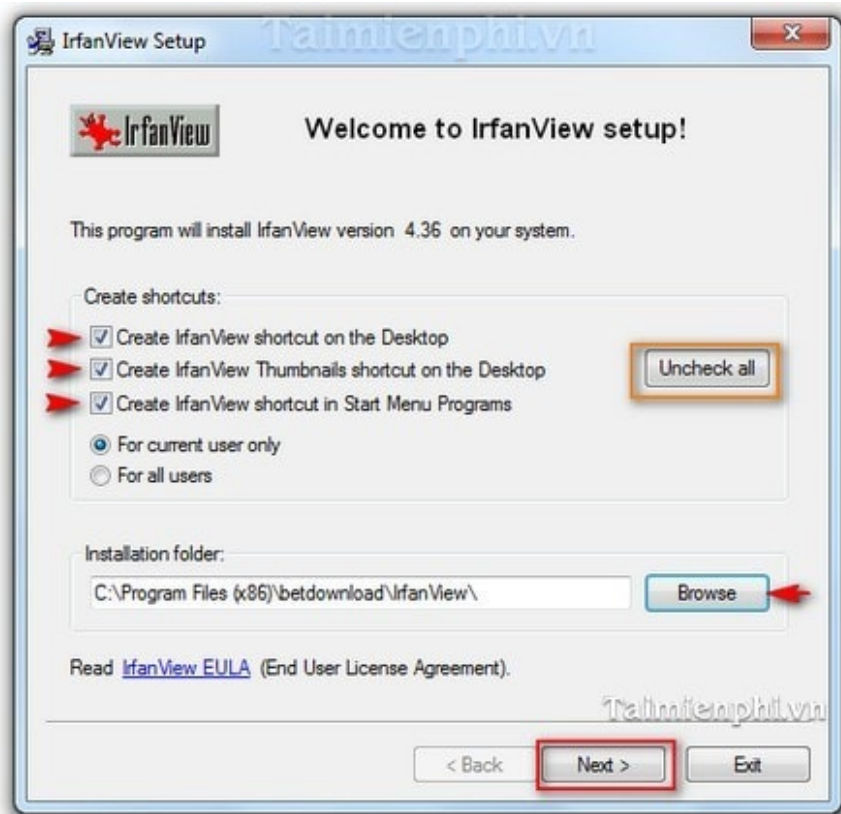 IrfanView Setup
Taimienphi.vn
IrfanView
Welcome to IrfanView setup!
This program will install IrfanView version 4.36 on your system.
Create shortcuts:
Create IrfanView shortcut on the Desktop
Create IrfanView Thumbnails shortcut on the Desktop
Uncheck all
Create IrfanView shortcut in Start Menu Programs
For current user only
For all users
Installation folder:
C:\Program Files (x86)\betdownload\IrfanView\
Browse
Read IrfanView EULA (End User License Agreement).
Taimienphi.vn
< Back
Next >
Exit